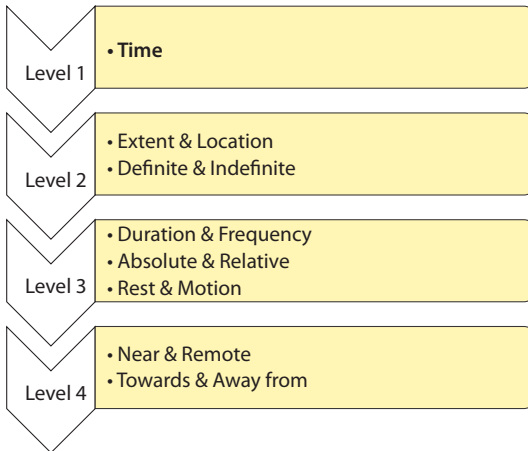 Level 1
• Time
Level 2
• Extent & Location
• Definite & Indefinite
Level 3
• Duration & Frequency
• Absolute & Relative
• Rest & Motion
Level 4
• Near & Remote
• Towards & Away from